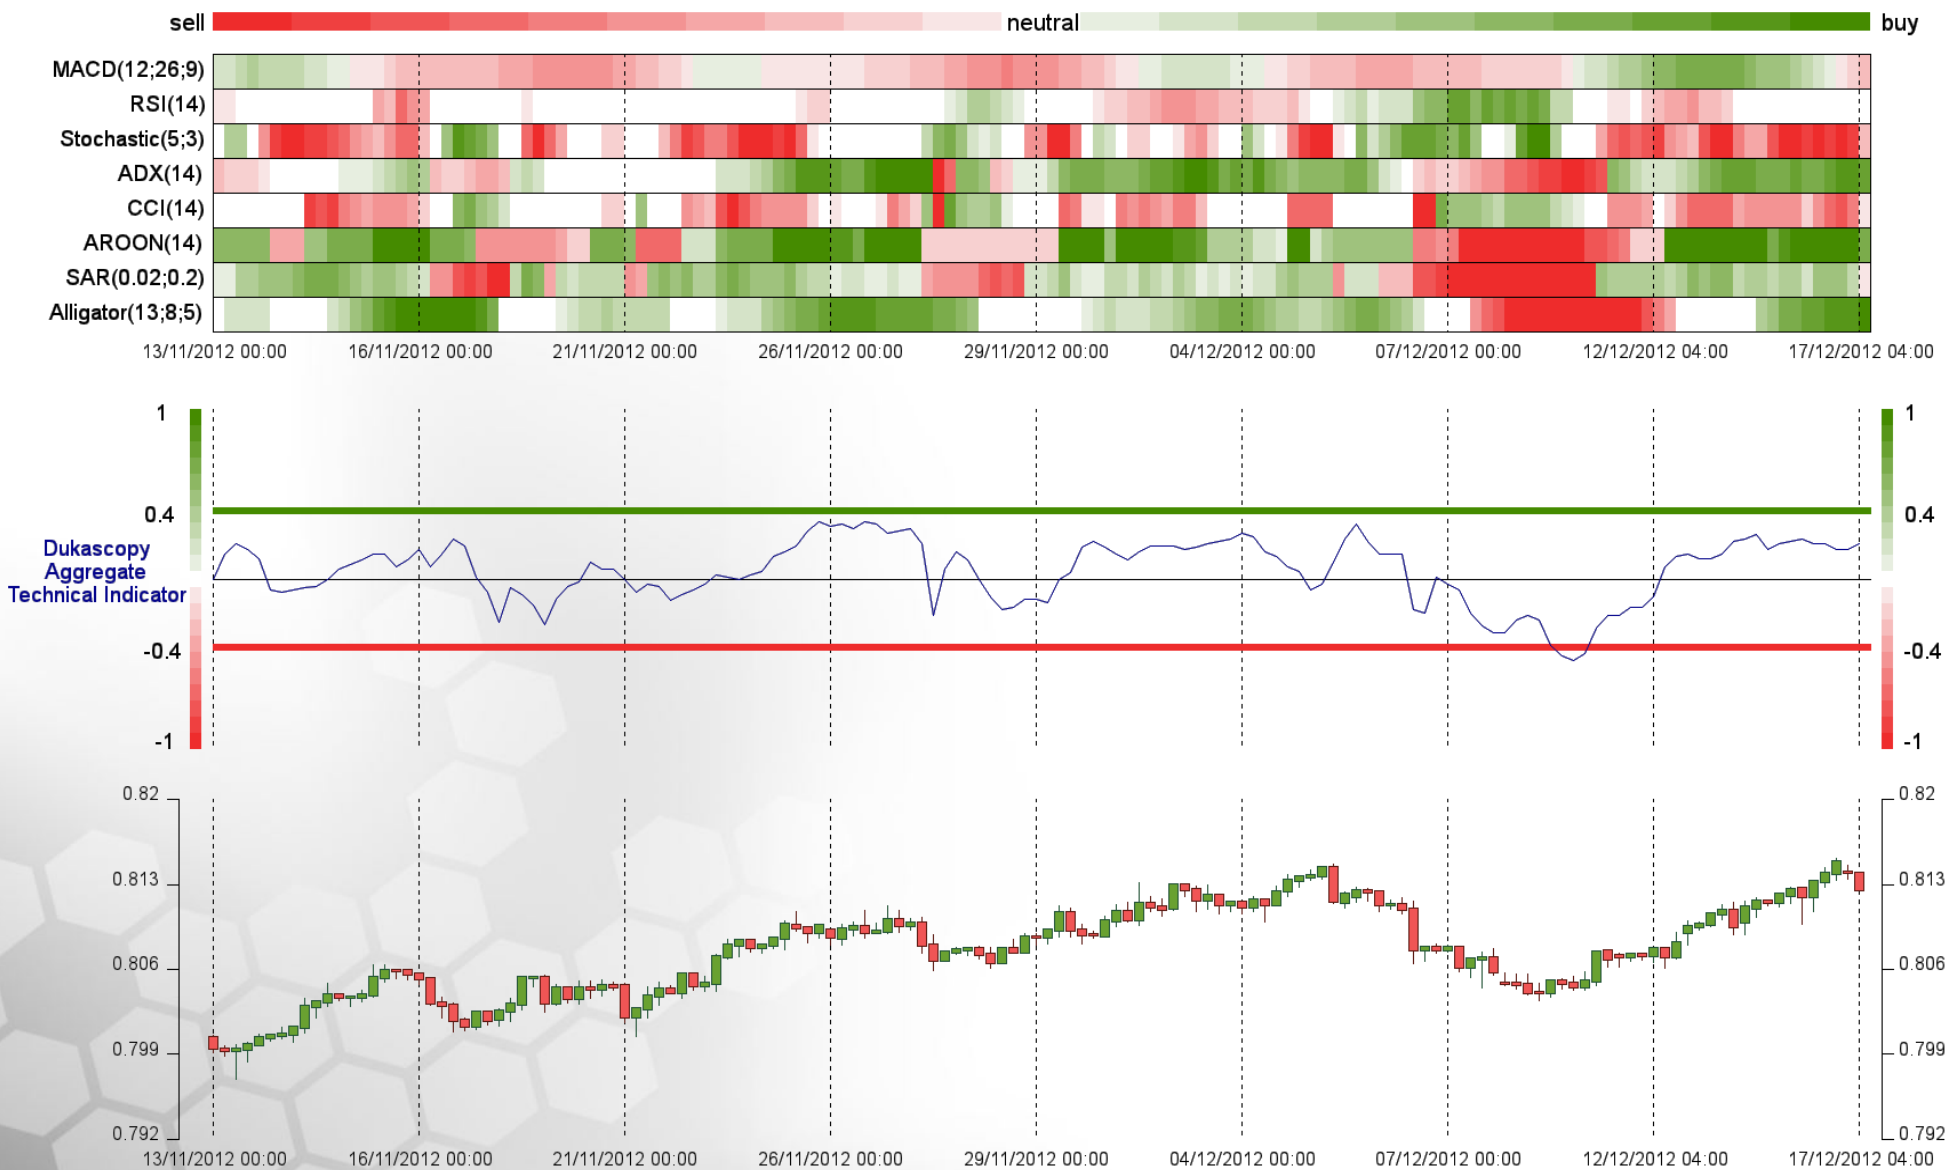 sell neutral buy
MACD(12;26;9)
RSI(14)
Stochastic(5;3)
ADX(14)
CCI(14)
AROON(14)
SAR(0.02;0.2)
Alligator(13;8;5)
13/11/2012 00:00 16/11/2012 00:00 21/11/2012 00:00 26/11/2012 00:00 29/11/2012 00:00 04/12/2012 00:00 07/12/2012 00:00 12/12/2012 04:00 17/12/2012 04:00
1 1
0.4 0.4
Dukascopy
Aggregate
Technical Indicator
-0.4 -0.4
-1 -1
0.82 0.82
0.813 0.813
0.806 0.806
0.799 0.799
0.792 0.792
13/11/2012 00:00 16/11/2012 00:00 21/11/2012 00:00 26/11/2012 00:00 29/11/2012 00:00 04/12/2012 00:00 07/12/2012 00:00 12/12/2012 04:00 17/12/2012 04:00